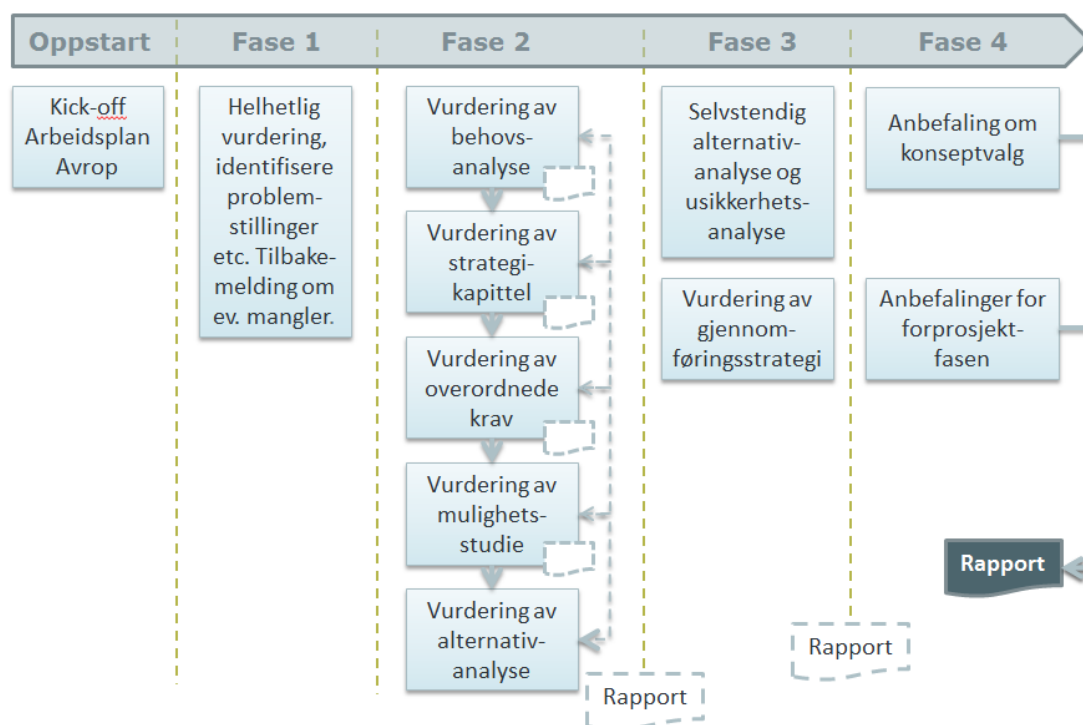 Oppstart
Fase 1
Fase 2
Fase 3
Fase 4
Kick-off
Arbeidsplan
Avrop
Helhetlig
vurdering,
identifisere
problem-
stillinger
etc. Tilbake-
melding om
ev. mangler.
Vurdering av
behovs-
analyse
Vurdering av
strategi-
kapittel
Vurdering av
overordnede
krav
Vurdering av
mulighets-
studie
Vurdering av
alternativ-
analyse
Rapport
Selvstendig
alternativ-
analyse og
usikkerhets-
analyse
Vurdering av
gjennom-
føringsstrategi
Rapport
Anbefaling om
konseptvalg
Anbefalinger for
forprosjekt-
fasen
Rapport